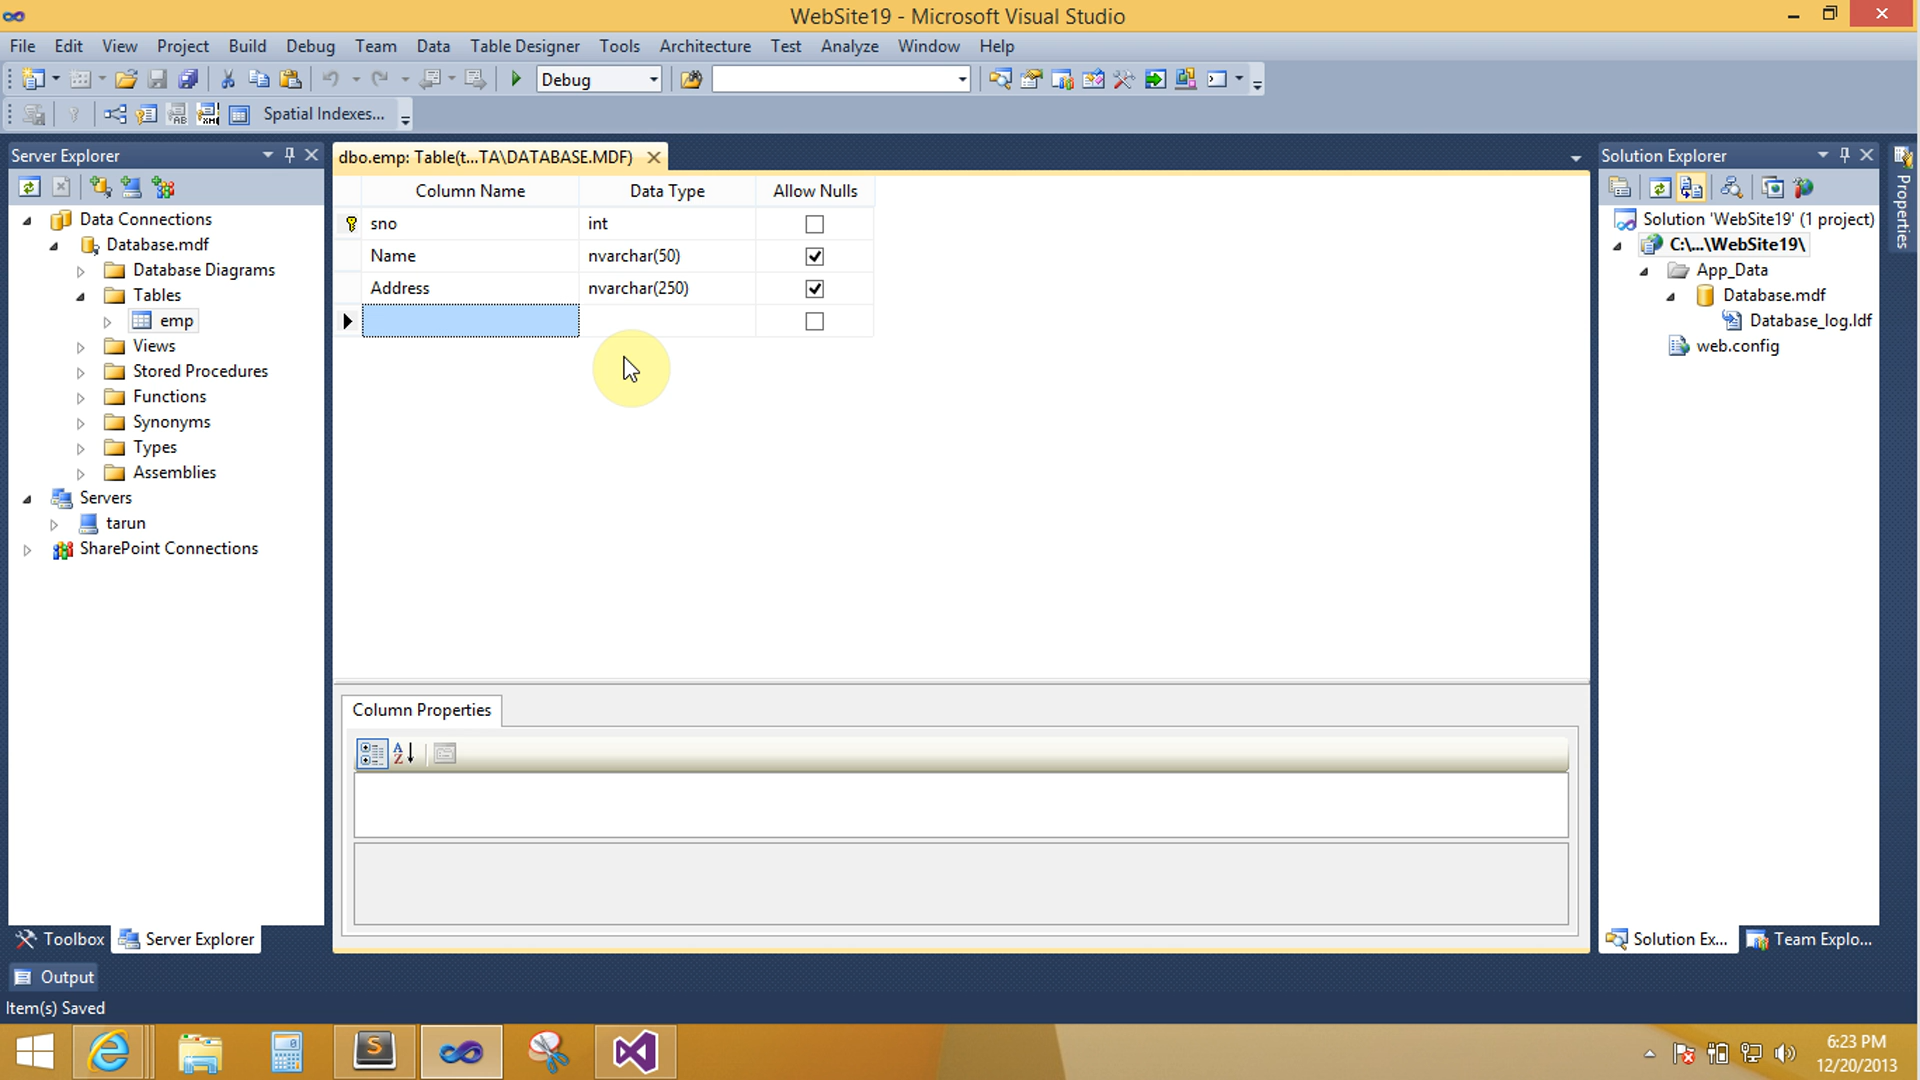 WebSite19 - Microsoft Visual Studio
File Edit View Project Build Debug Team Data Table Designer Tools Architecture Test Analyze Window Help
Debug
Spatial Indexes...
Server Explorer
Data Connections
Database.mdf
Database Diagrams
Tables
emp
Views
Stored Procedures
Functions
Synonyms
Types
Assemblies
Servers
tarun
SharePoint Connections
Toolbox Server Explorer
dbo.emp: Table(t...TA\DATABASE.MDF)
Column Name Data Type Allow Nulls
sno int
Name nvarchar(50)
Address nvarchar(250)
Column Properties
Solution Explorer
Solution 'WebSite19' (1 project)
C:\...\WebSite19\
App_Data
Database.mdf
Database_log.ldf
web.config
Solution Ex... Team Explo...
Properties
Output
Item(s) Saved
6:23 PM
12/20/2013